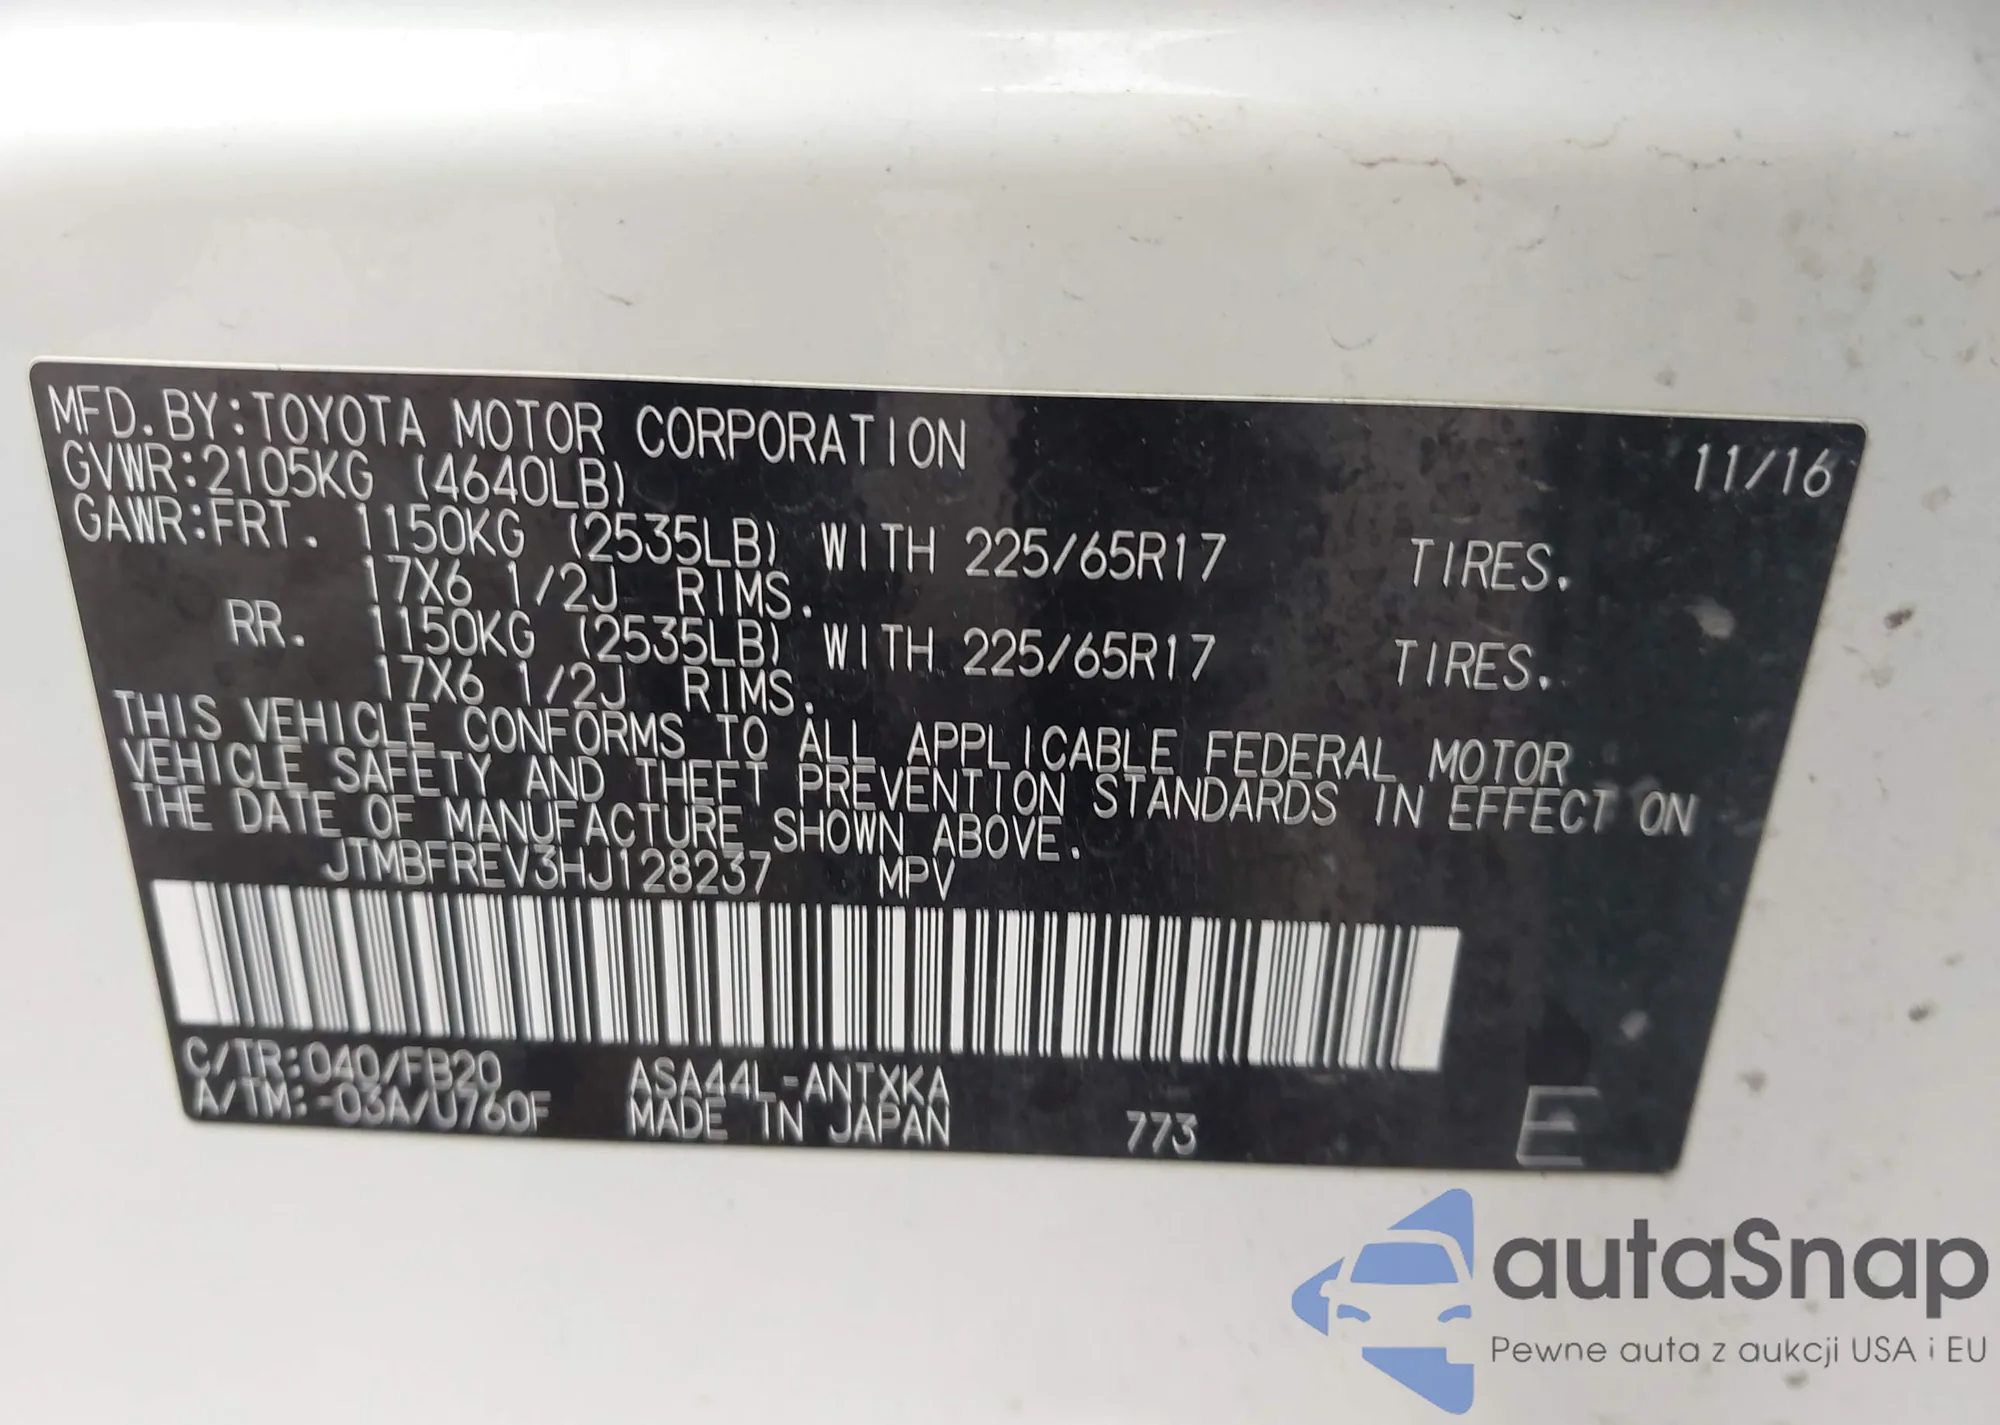 MFD. BY:TOYOTA MOTOR CORPORATION 11/16
GVWR:2105KG (4640LB)
GAWR:FRT. 1150KG (2535LB) WITH 225/65R17 TIRES.
17X6 1/2J RIMS.
RR. 1150KG (2535LB) WITH 225/65R17 TIRES.
17X6 1/2J RIMS.
THIS VEHICLE CONFORMS TO ALL APPLICABLE FEDERAL MOTOR
VEHICLE SAFETY AND THEFT PREVENTION STANDARDS IN EFFECT ON
THE DATE OF MANUFACTURE SHOWN ABOVE.
JTMBFREV3HJ128237 MPV
C/TR:040/FB20 ASA44L-ANTXKA
A/TM:-03A/U760F MADE IN JAPAN 773 E
autaSnap
Pewne auta z aukcji USA i EU